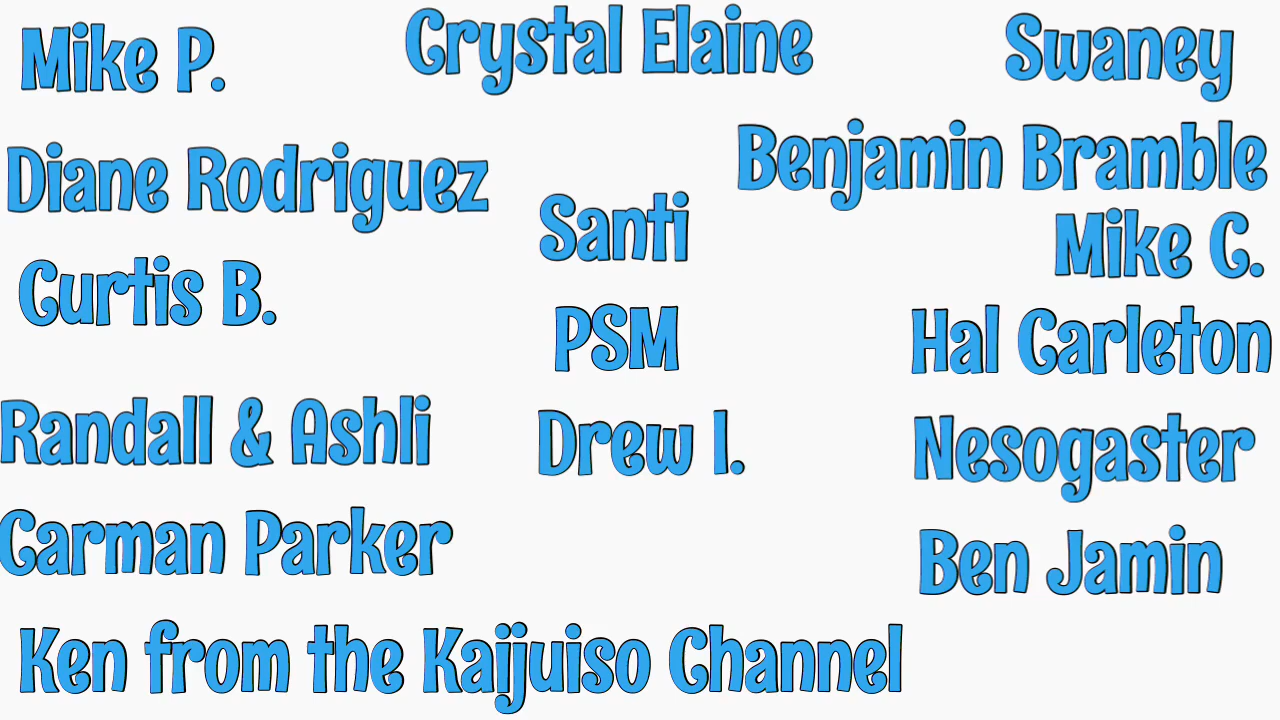 Mike P.
Crystal Elaine
Swaney
Diane Rodriguez
Benjamin Bramble
Santi
Mike C.
Curtis B.
PSM
Hal Carleton
Randall & Ashli
Drew I.
Nesogaster
Carman Parker
Ben Jamin
Ken from the Kaijuiso Channel